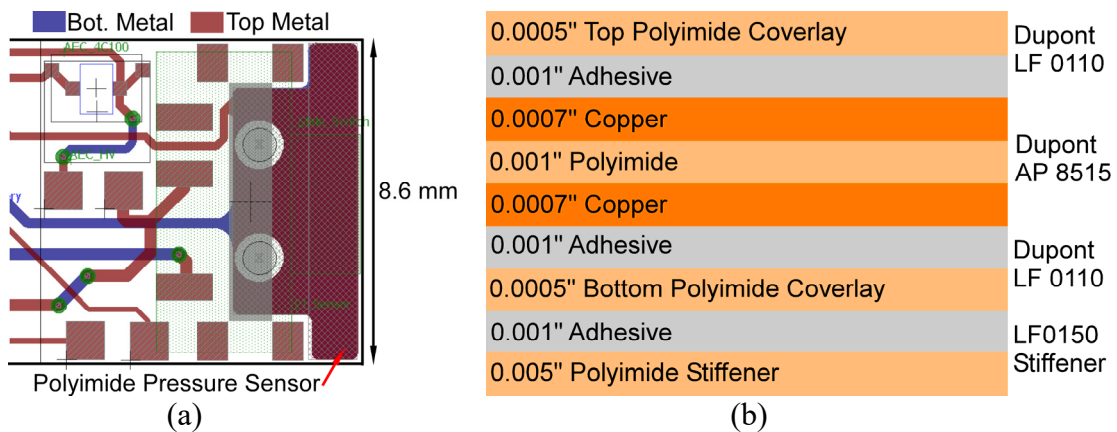 Bot. Metal
Top Metal
AEC_4C100
AEC_HV
8.6 mm
Polyimide Pressure Sensor
(a)
0.0005" Top Polyimide Coverlay
0.001" Adhesive
Dupont
LF 0110
0.0007" Copper
0.001" Polyimide
0.0007" Copper
Dupont
AP 8515
0.001" Adhesive
0.0005" Bottom Polyimide Coverlay
Dupont
LF 0110
0.001" Adhesive
0.005" Polyimide Stiffener
LF0150
Stiffener
(b)